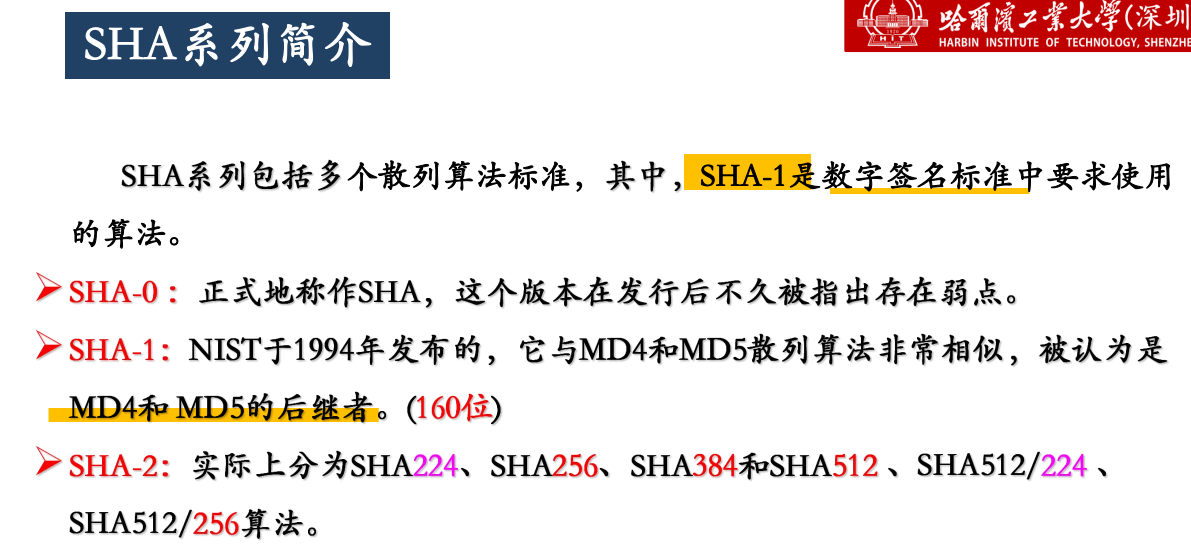 SHA系列简介
哈爾濱工業大學(深圳
HARBIN INSTITUTE OF TECHNOLOGY, SHENZHE
HIT
SHA系列包括多个散列算法标准，其中，SHA-1是数字签名标准中要求使用
的算法。
SHA-0 ：正式地称作SHA，这个版本在发行后不久被指出存在弱点。
SHA-1：NIST于1994年发布的，它与MD4和MD5散列算法非常相似，被认为是
MD4和 MD5的后继者。(160位)
SHA-2：实际上分为SHA224、SHA256、SHA384和SHA512 、SHA512/224 、
SHA512/256算法。